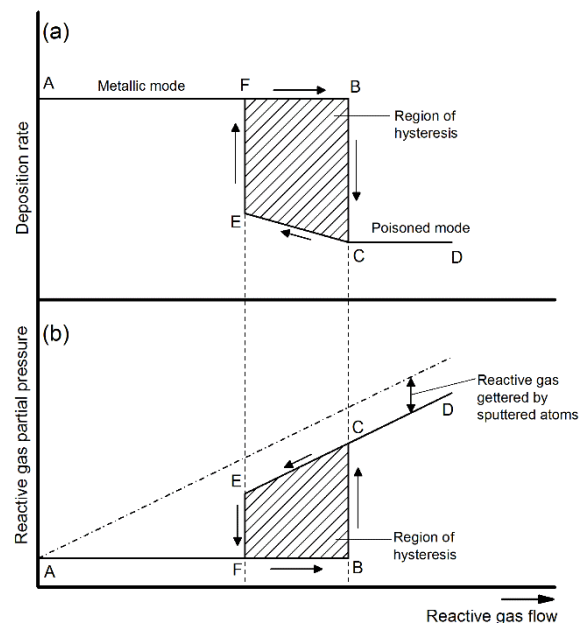 (a)
A
Metallic mode
F
B
Region of
hysteresis
Deposition rate
E
Poisoned mode
C
D
(b)
Reactive gas
gettered by
sputtered atoms
C
D
E
Reactive gas partial pressure
Region of
hysteresis
A
F
B
Reactive gas flow